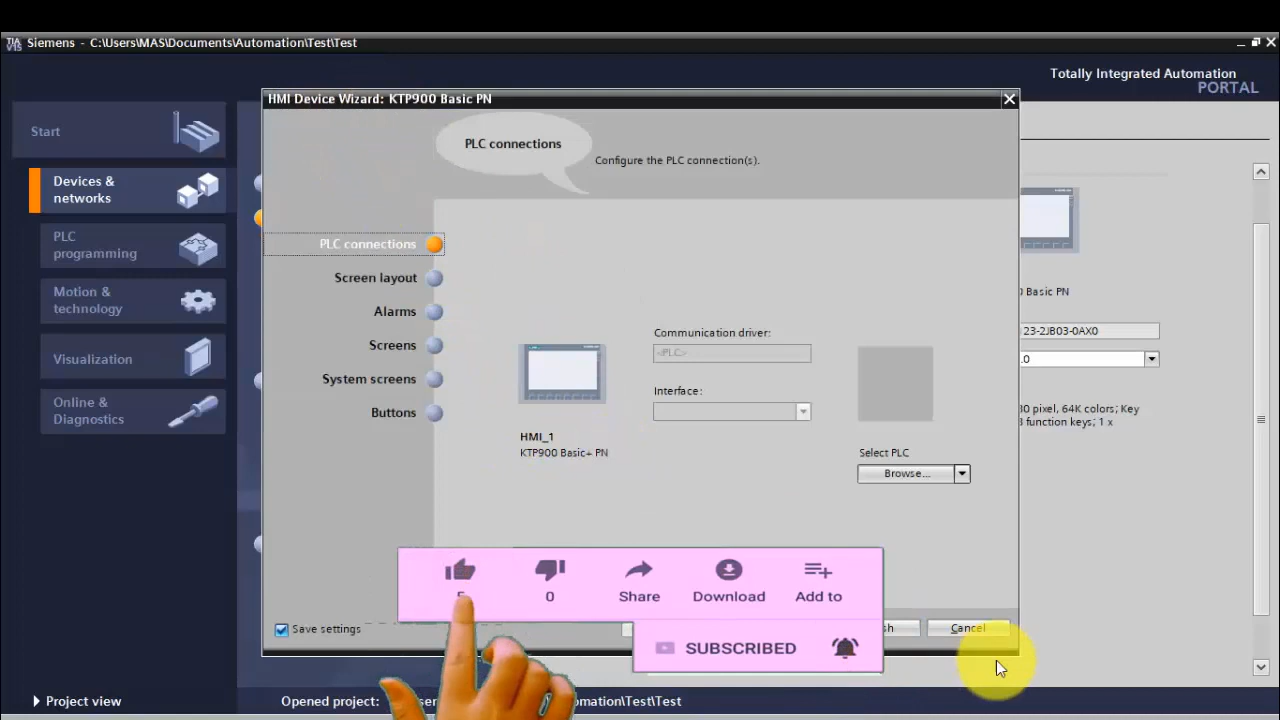 TIA
V15
Siemens - C:\Users\MAS\Documents\Automation\Test\Test
Totally Integrated Automation
PORTAL
Start
Devices &
networks
PLC
programming
Motion &
technology
Visualization
Online &
Diagnostics
HMI Device Wizard: KTP900 Basic PN
PLC connections
Configure the PLC connection(s).
PLC connections
Screen layout
Alarms
Screens
System screens
Buttons
Communication driver:
<PLC>
Interface:
HMI_1
KTP900 Basic+ PN
Select PLC
Browse...
Basic PN
23-2JB03-0AX0
.0
pixel, 64K colors; Key
function keys; 1 x
0
Share
Download
Add to
Save settings
Cancel
SUBSCRIBED
Project view
Opened project:
omation\Test\Test